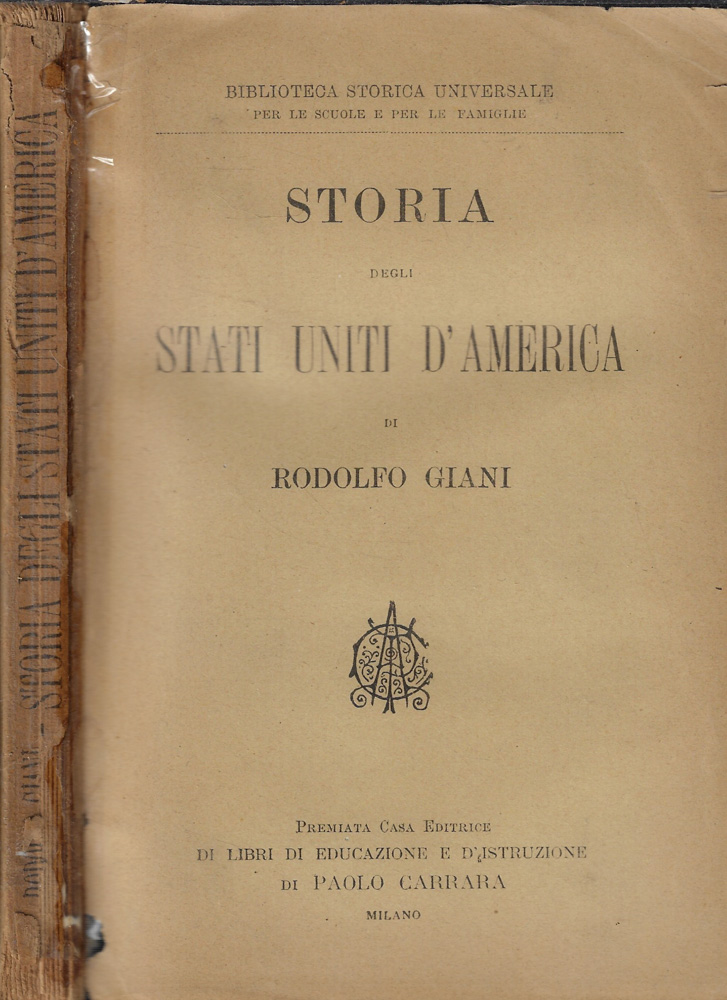 BIBLIOTECA STORICA UNIVERSALE
PER LE SCUOLE E PER LE FAMIGLIE
STORIA
DEGLI
STATI UNITI D'AMERICA
DI
RODOLFO GIANI
PREMIATA CASA EDITRICE
DI LIBRI DI EDUCAZIONE E D'ISTRUZIONE
DI PAOLO CARRARA
MILANO
- STORIA DEGLI STATI UNITI D'AMERICA